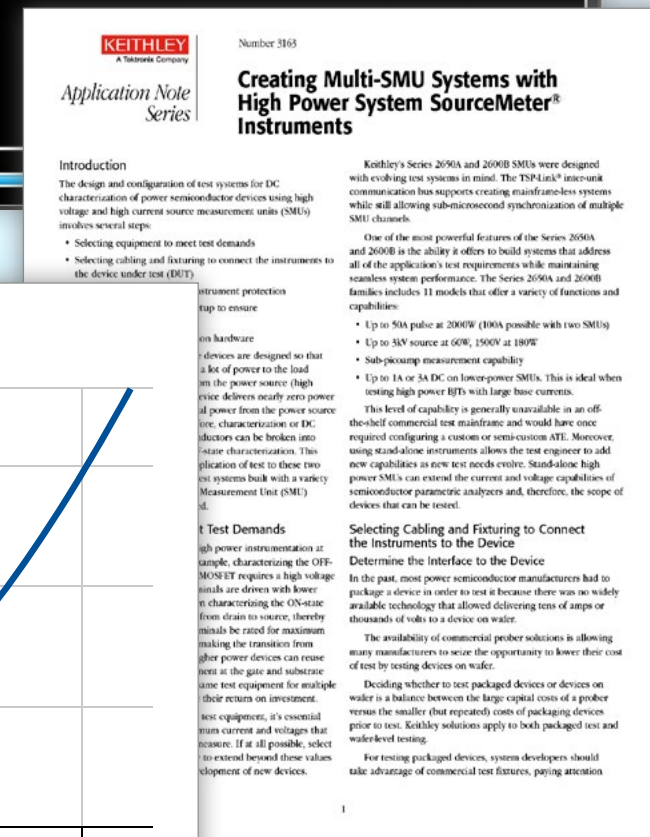 KEITHLEY
A Tektronix Company
Application Note
Series
Number 3163
Creating Multi-SMU Systems with
High Power System SourceMeter®
Instruments
Introduction
The design and configuration of test systems for DC
characterization of power semiconductor devices using high
voltage and high current source measurement units (SMUs)
involves several steps:
• Selecting equipment to meet test demands
• Selecting cabling and fixturing to connect the instruments to
the device under test (DUT)
strument protection
tup to ensure
on hardware
devices are designed so that
a lot of power to the load
om the power source (high
evice delivers nearly zero power
al power from the power source
ore, characterization or DC
ductors can be broken into
-state characterization. This
plication of test to these two
est systems built with a variety
Measurement Unit (SMU)
d.
t Test Demands
igh power instrumentation at
ample, characterizing the OFF-
MOSFET requires a high voltage
minals are driven with lower
n characterizing the ON-state
from drain to source, thereby
minals be rated for maximum
making the transition from
gher power devices can reuse
ment at the gate and substrate
ame test equipment for multiple
their return on investment.
test equipment, it's essential
num current and voltages that
neasure. If at all possible, select
to extend beyond these values
velopment of new devices.
Keithley's Series 2650A and 2600B SMUs were designed
with evolving test systems in mind. The TSP-Link® inter-unit
communication bus supports creating mainframe-less systems
while still allowing sub-microsecond synchronization of multiple
SMU channels.
One of the most powerful features of the Series 2650A
and 2600B is the ability it offers to build systems that address
all of the application's test requirements while maintaining
seamless system performance. The Series 2650A and 2600B
families includes 11 models that offer a variety of functions and
capabilities:
• Up to 50A pulse at 2000W (100A possible with two SMUs)
• Up to 3kV source at 60W, 1500V at 180W
• Sub-picoamp measurement capability
• Up to 1A or 3A DC on lower-power SMUs. This is ideal when
testing high power BJTs with large base currents.
This level of capability is generally unavailable in an off-
the-shelf commercial test mainframe and would have once
required configuring a custom or semi-custom ATE. Moreover,
using stand-alone instruments allows the test engineer to add
new capabilities as new test needs evolve. Stand-alone high
power SMUs can extend the current and voltage capabilities of
semiconductor parametric analyzers and, therefore, the scope of
devices that can be tested.
Selecting Cabling and Fixturing to Connect
the Instruments to the Device
Determine the Interface to the Device
In the past, most power semiconductor manufacturers had to
package a device in order to test it because there was no widely
available technology that allowed delivering tens of amps or
thousands of volts to a device on wafer.
The availability of commercial prober solutions is allowing
many manufacturers to seize the opportunity to lower their cost
of test by testing devices on wafer.
Deciding whether to test packaged devices or devices on
wafer is a balance between the large capital costs of a prober
versus the smaller (but repeated) costs of packaging devices
prior to test. Keithley solutions apply to both packaged test and
wafer-level testing.
For testing packaged devices, system developers should
take advantage of commercial test fixtures, paying attention
1